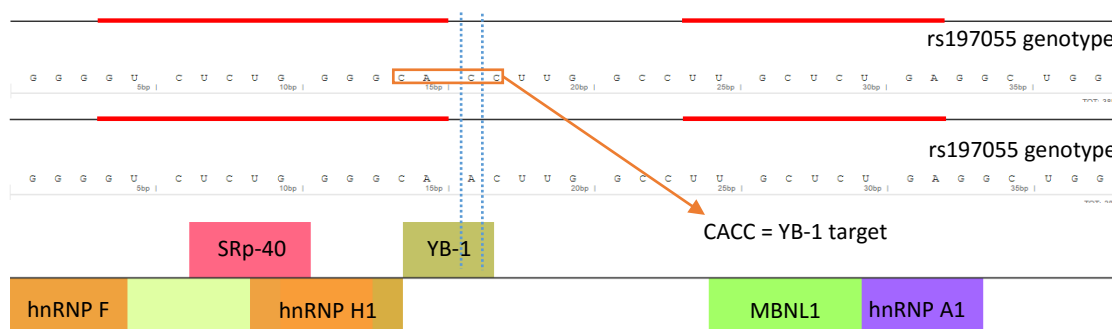 rs197055 genotype
G G G G U C U C U G G G G C A C C U U G G C C U U G C U C U G A G G C U G G
5bp 10bp 15bp 20bp 25bp 30bp 35bp
rs197055 genotype
G G G G U C U C U G G G G C A A C U U G G C C U U G C U C U G A G G C U G G
5bp 10bp 15bp 20bp 25bp 30bp 35bp
CACC = YB-1 target
SRp-40 YB-1
hnRNP F hnRNP H1 MBNL1 hnRNP A1